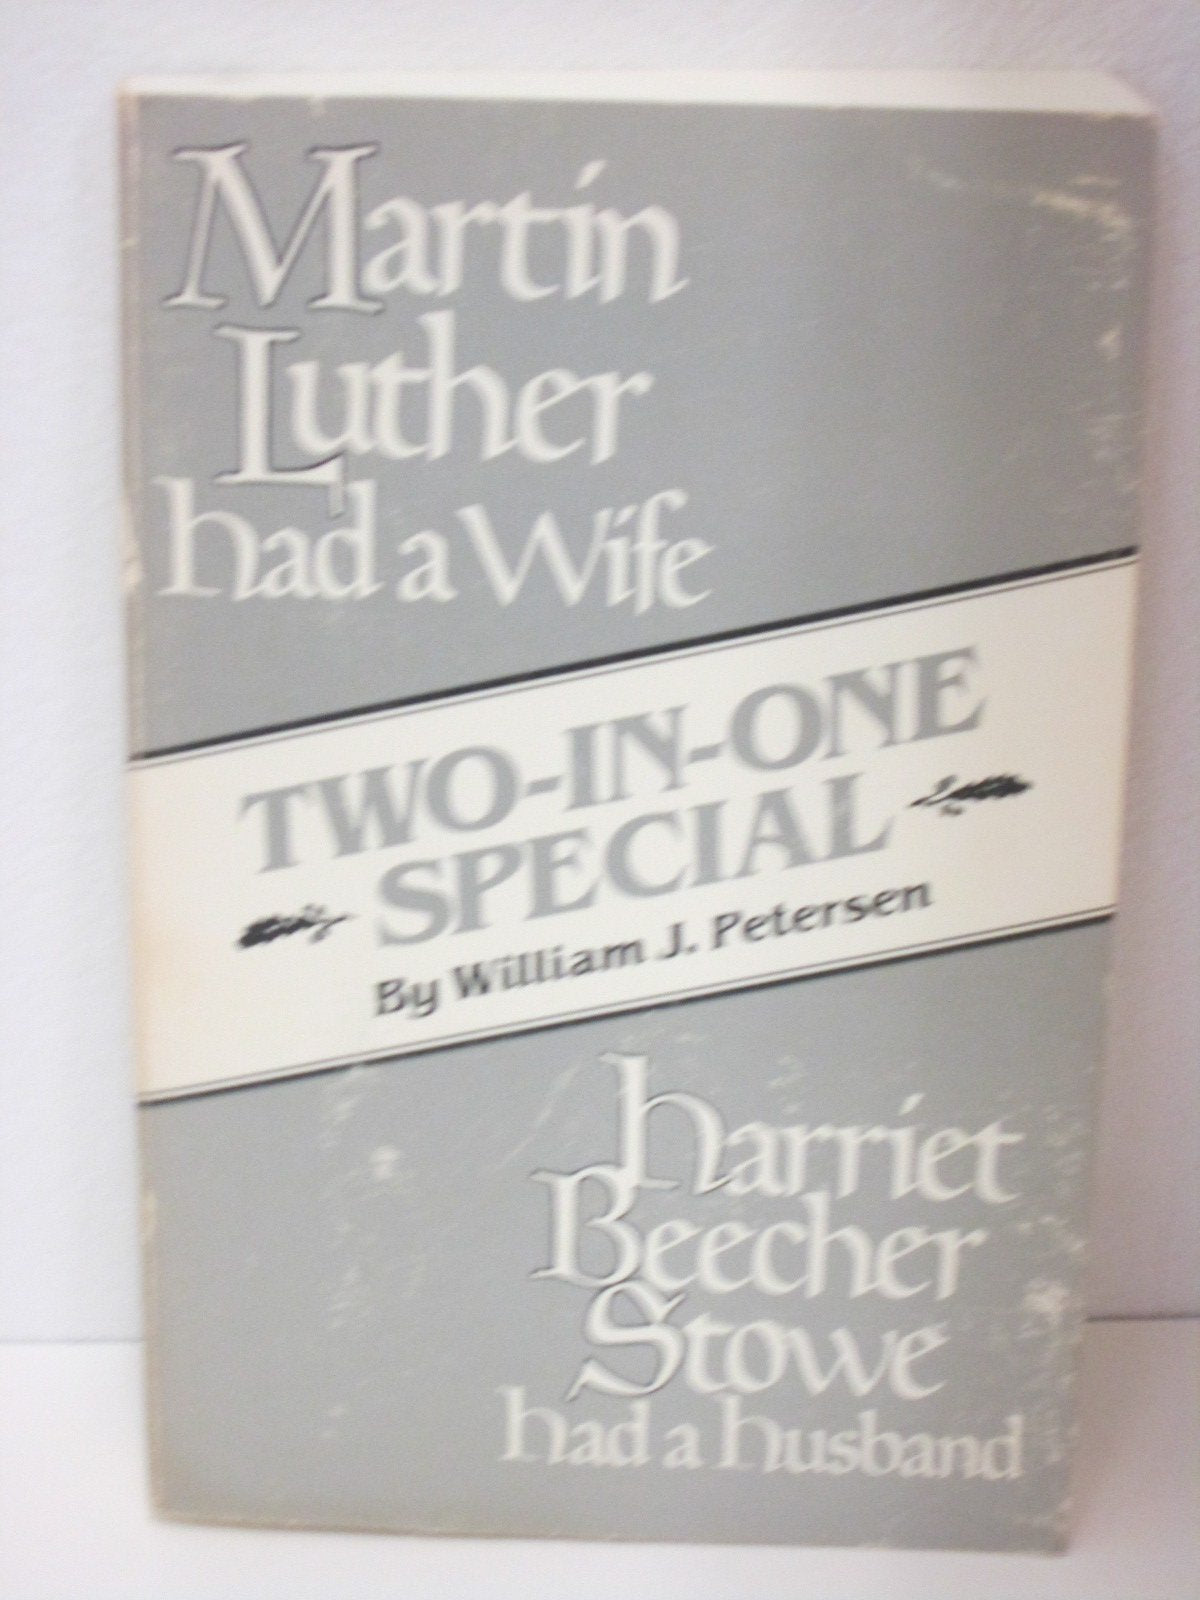 Martin
Luther
had a Wife
TWO-IN-ONE
SPECIAL
By William J. Petersen
harriet
Beecher
Stowe
had a husband